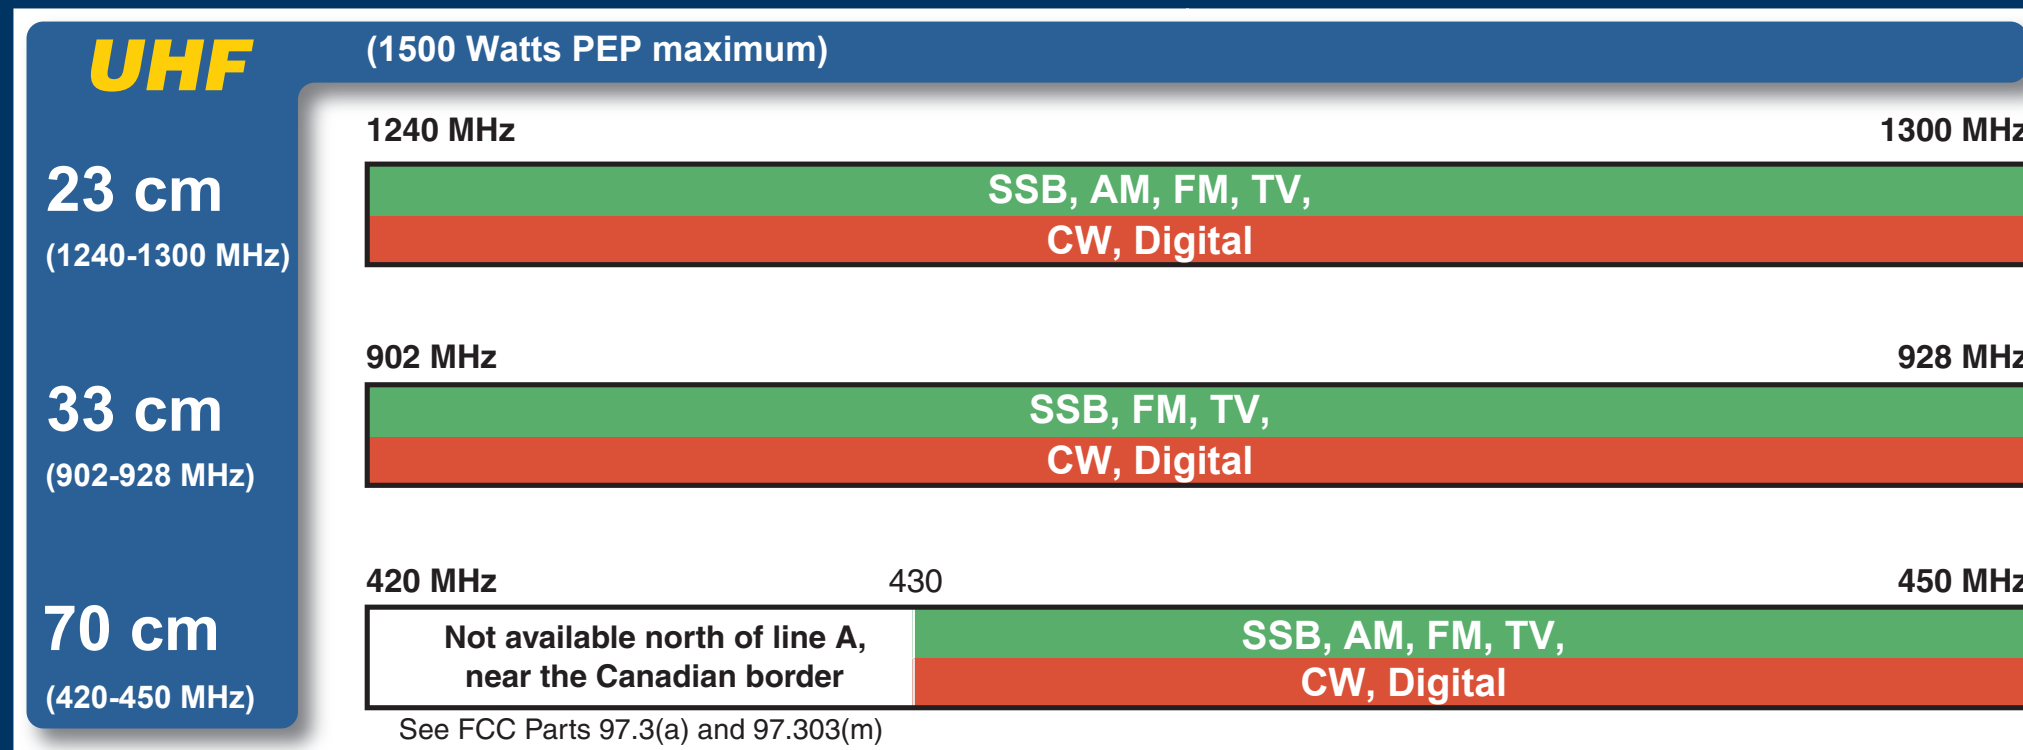 UHF
(1500 Watts PEP maximum)
23 cm
(1240-1300 MHz)
1240 MHz
1300 MHz
SSB, AM, FM, TV,
CW, Digital
33 cm
(902-928 MHz)
902 MHz
928 MHz
SSB, FM, TV,
CW, Digital
70 cm
(420-450 MHz)
420 MHz
430
450 MHz
Not available north of line A,
near the Canadian border
SSB, AM, FM, TV,
CW, Digital
See FCC Parts 97.3(a) and 97.303(m)